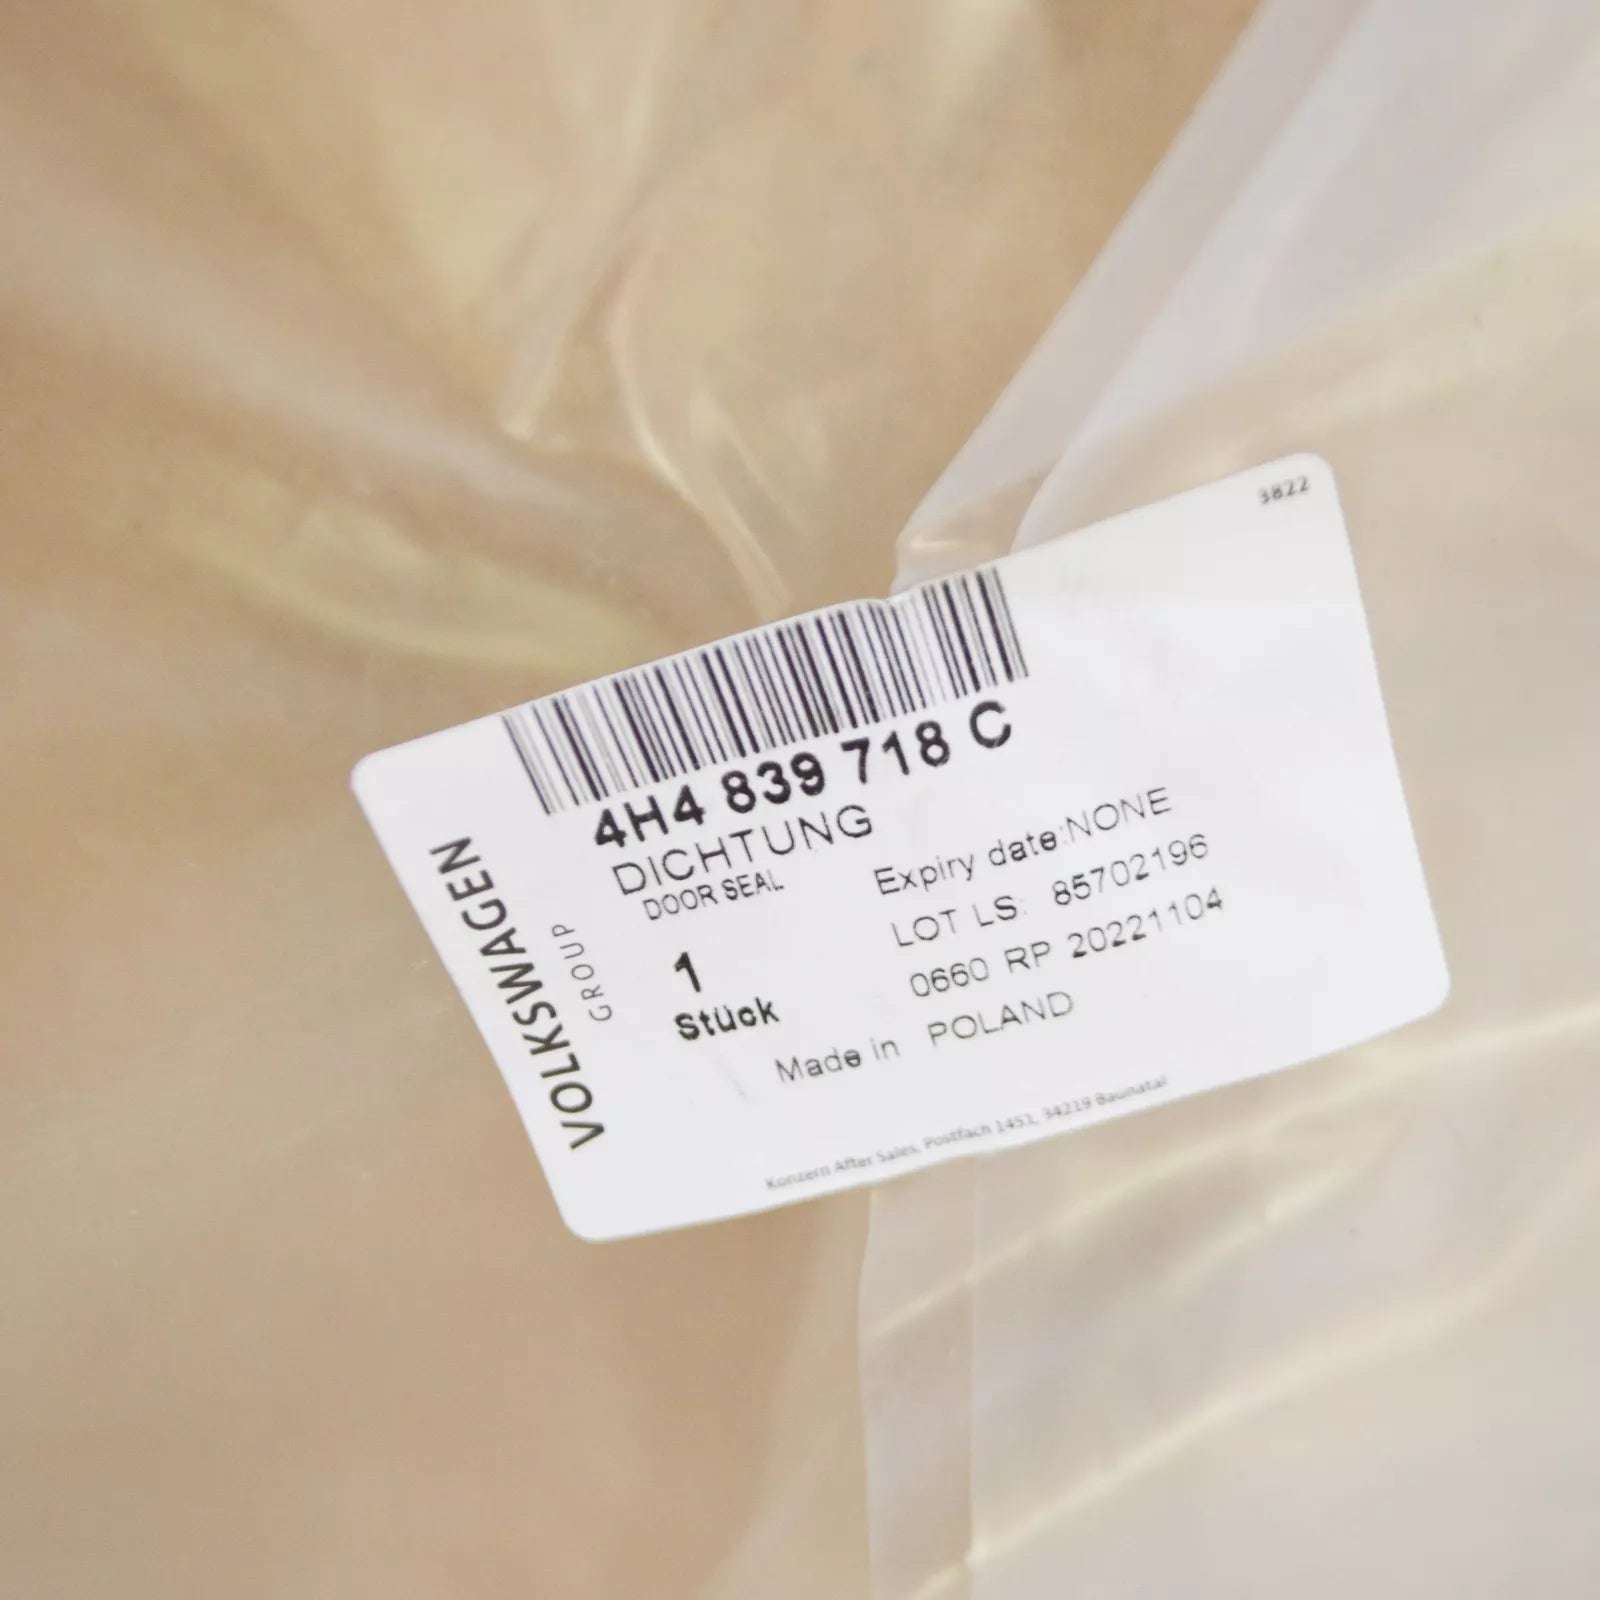 3822
4H4 839 718 C
DICHTUNG
DOOR SEAL
1
Stück
Expiry date:NONE
LOT LS: 85702196
0660 RP 20221104
Made in POLAND
VOLKSWAGEN
GROUP
Konzern After Sales, Postfach 1451, 34219 Baunatal